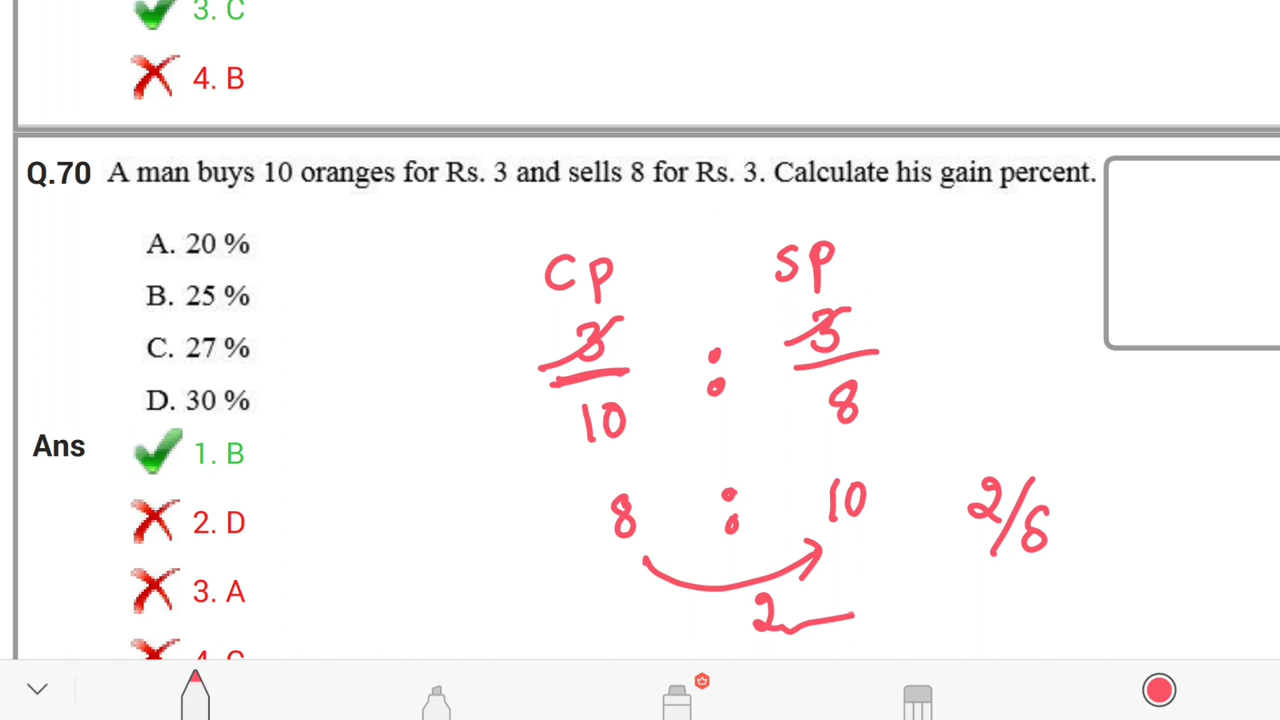 3. C
4. B
Q.70 A man buys 10 oranges for Rs. 3 and sells 8 for Rs. 3. Calculate his gain percent.
A. 20 %
B. 25 %
C. 27 %
D. 30 %
Ans
1. B
2. D
3. A
4. C
CP SP
3 : 3
10 8
8 : 10
2/8
2